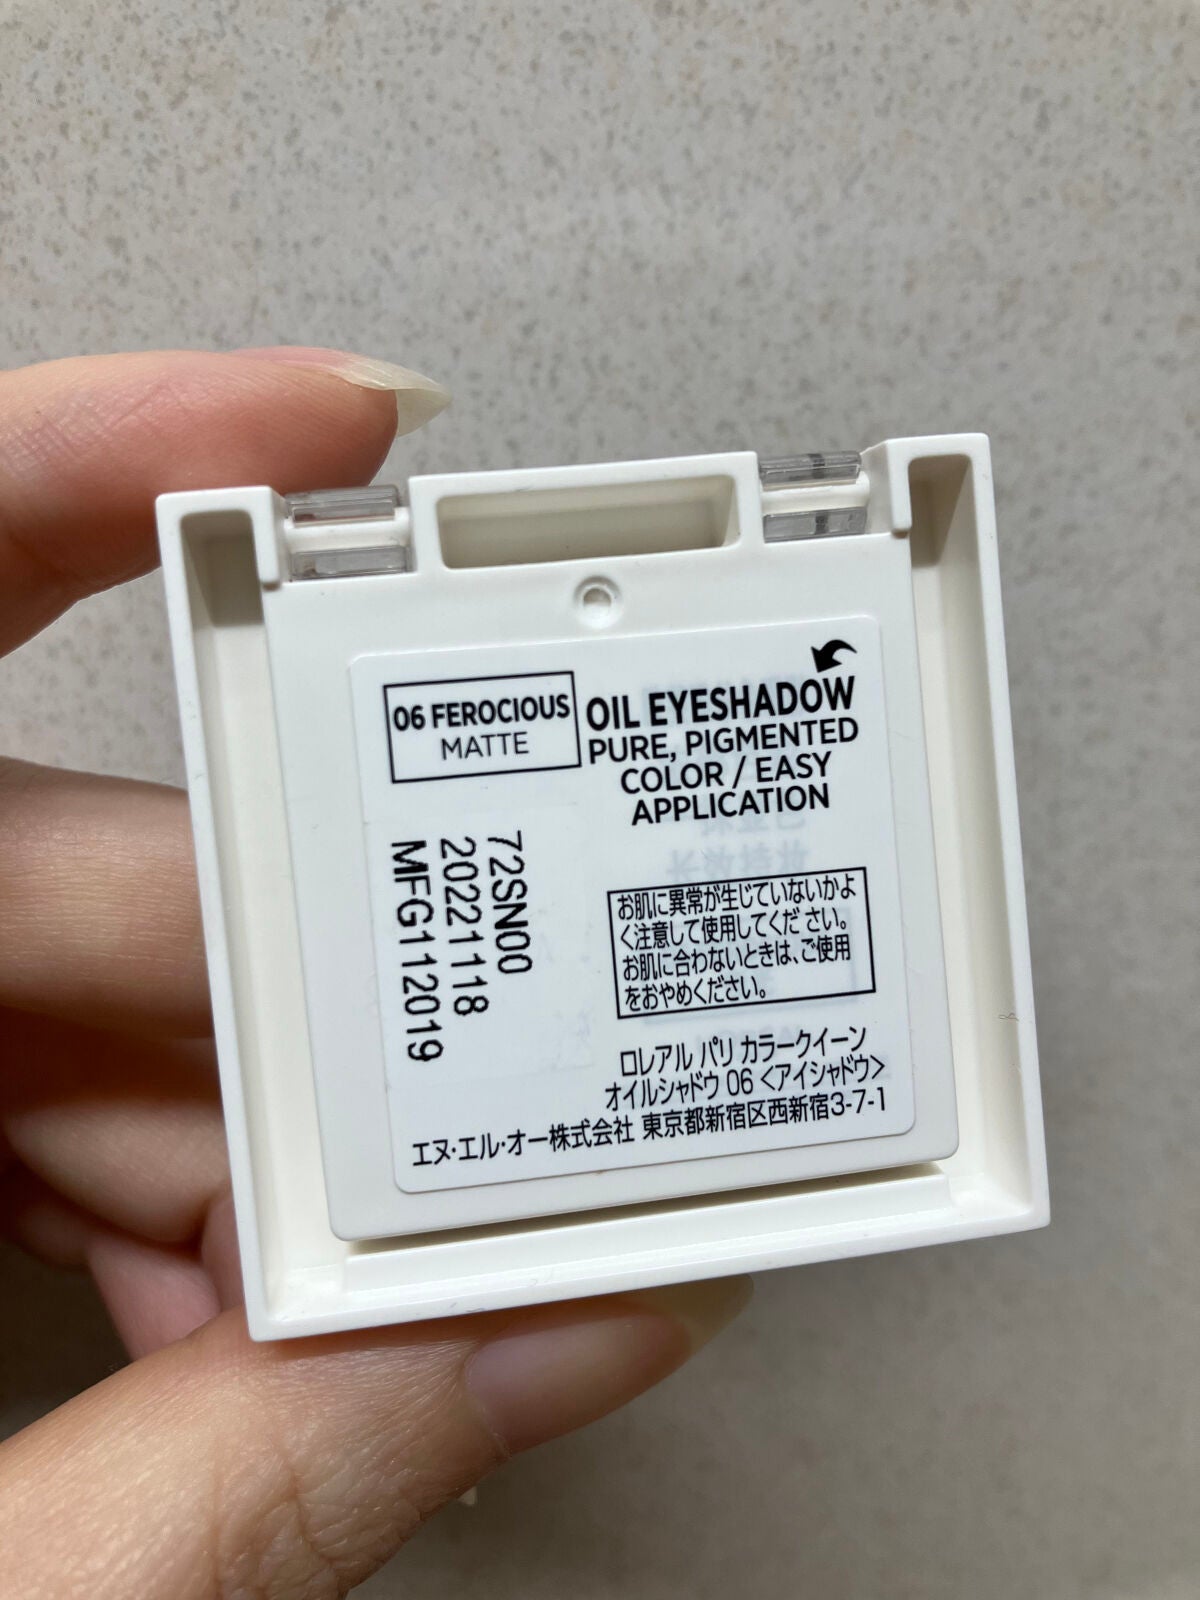 06 FEROCIOUS
MATTE
OIL EYESHADOW
PURE, PIGMENTED
COLOR / EASY
APPLICATION
72SN00
20221118
MFG112019
お肌に異常が生じていないかよ
く注意して使用してくだ さい。
お肌に合わないときは、ご使用
をおやめください。
ロレアル パリ カラークイーン
オイルシャドウ 06 <アイシャドウ>
エヌ・エル・オー株式会社 東京都新宿区西新宿3-7-1